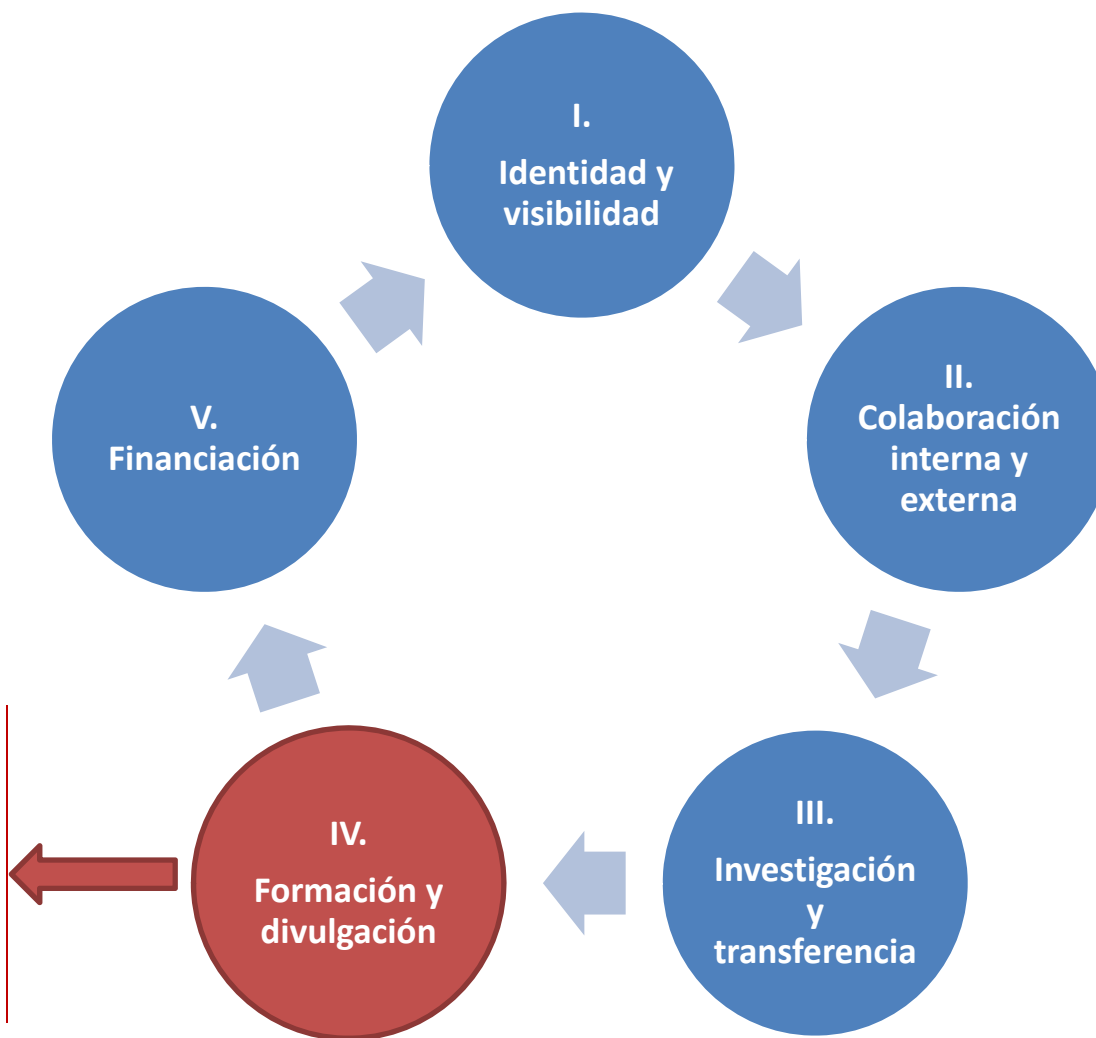 I.
Identidad y
visibilidad
II.
Colaboración
interna y
externa
III.
Investigación
y
transferencia
IV.
Formación y
divulgación
V.
Financiación